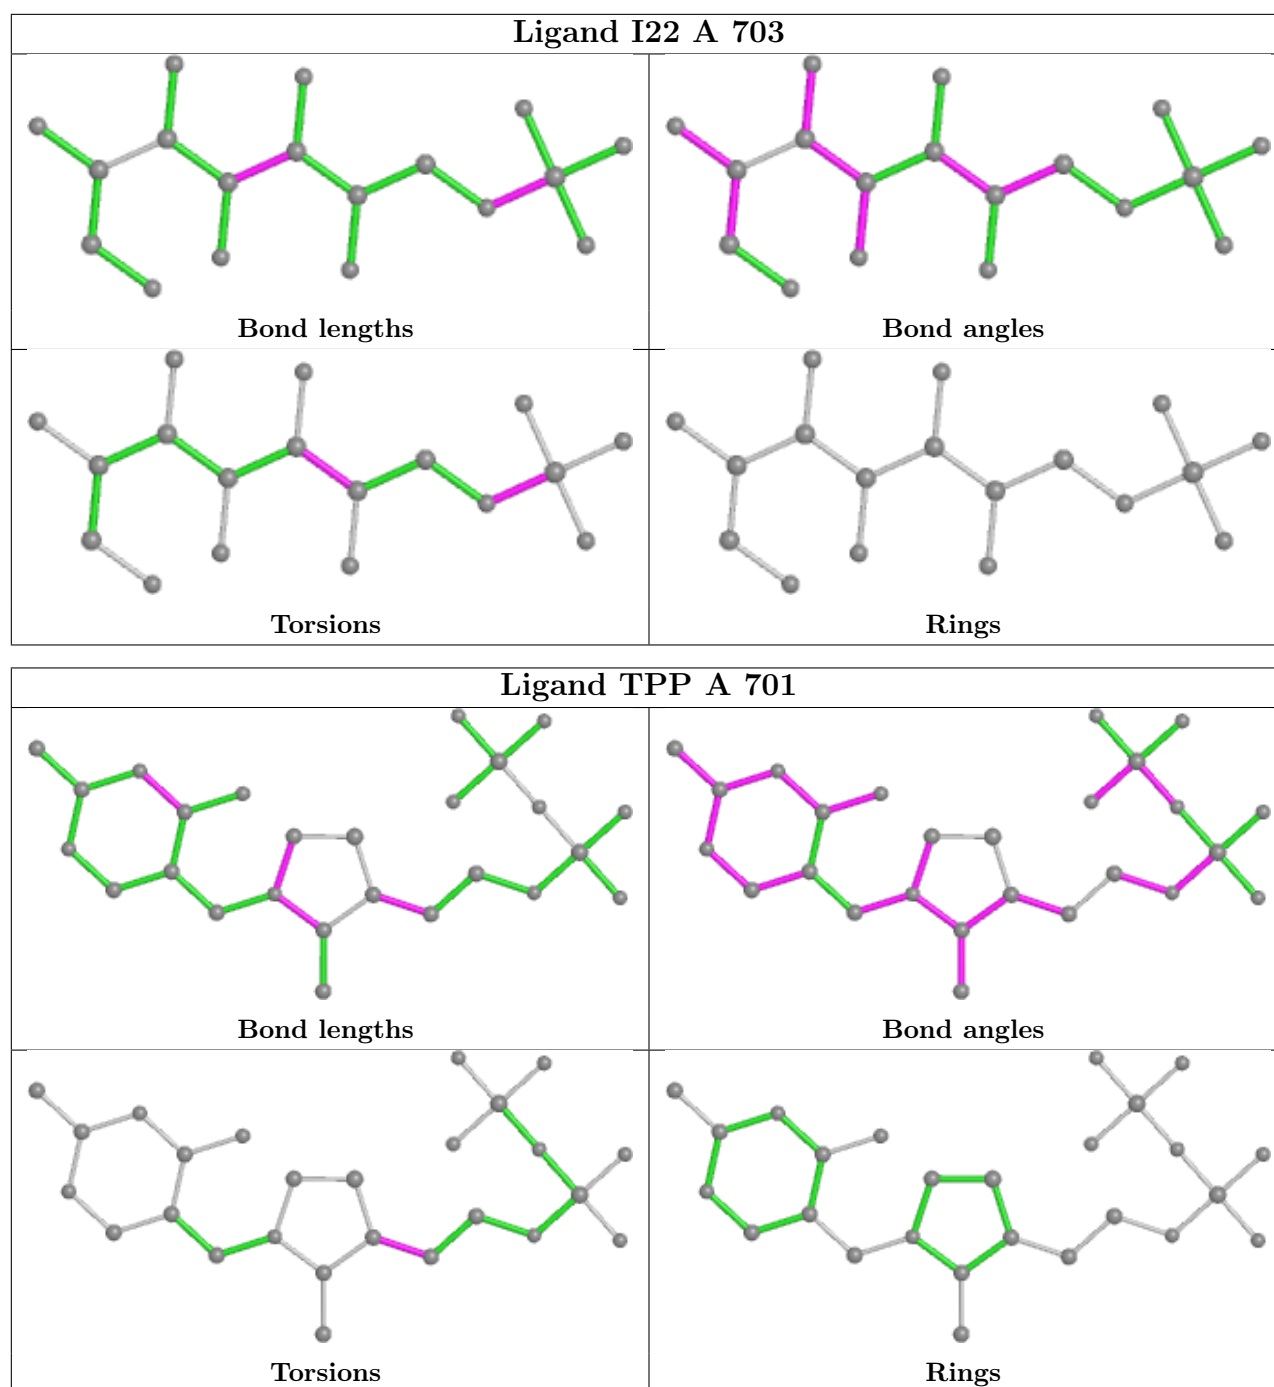 Ligand I22 A 703
Bond lengths
Bond angles
Torsions
Rings
Ligand TPP A 701
Bond lengths
Bond angles
Torsions
Rings